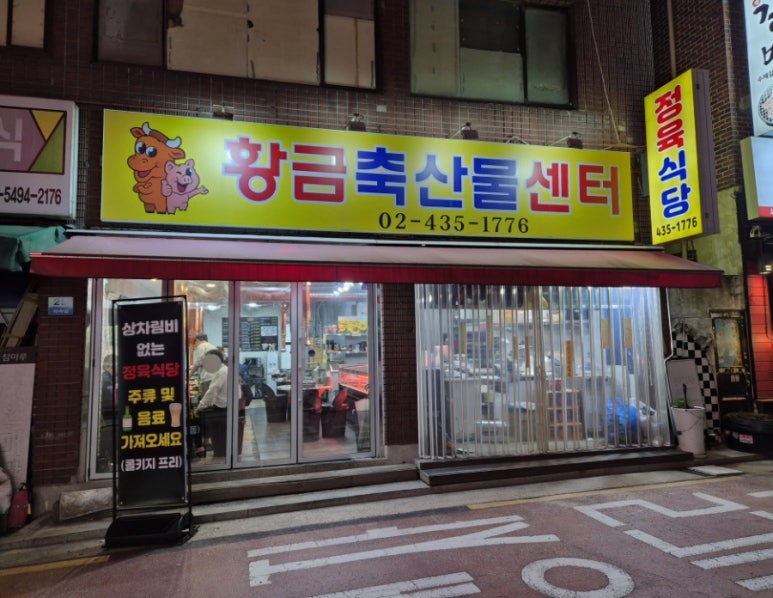 황금축산물센터
02-435-1776
정육식당
435-1776
식
-5494-2176
상차림비
없는
정육식당
주류 및
음료
가져오세요
(콜키지 프리)